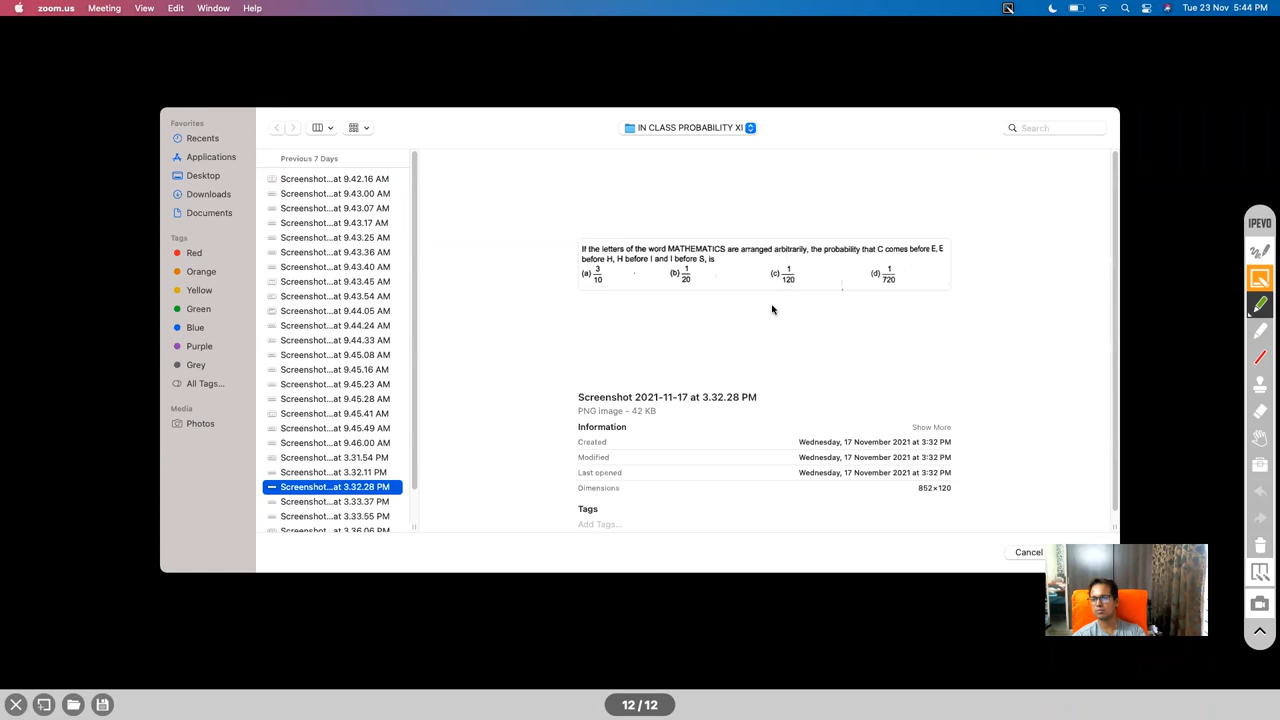 zoom.us Meeting View Edit Window Help Tue 23 Nov 5:44 PM
IPEVO
Favorites
Recents
Applications
Desktop
Downloads
Documents
Tags
Red
Orange
Yellow
Green
Blue
Purple
Grey
All Tags...
Media
Photos
IN CLASS PROBABILITY XI
Search
Previous 7 Days
Screenshot...at 9.42.16 AM
Screenshot...at 9.43.00 AM
Screenshot...at 9.43.07 AM
Screenshot...at 9.43.17 AM
Screenshot...at 9.43.25 AM
Screenshot...at 9.43.36 AM
Screenshot...at 9.43.40 AM
Screenshot...at 9.43.45 AM
Screenshot...at 9.43.54 AM
Screenshot...at 9.44.05 AM
Screenshot...at 9.44.24 AM
Screenshot...at 9.44.33 AM
Screenshot...at 9.45.08 AM
Screenshot...at 9.45.16 AM
Screenshot...at 9.45.23 AM
Screenshot...at 9.45.28 AM
Screenshot...at 9.45.41 AM
Screenshot...at 9.45.49 AM
Screenshot...at 9.46.00 AM
Screenshot...at 3.31.54 PM
Screenshot...at 3.32.11 PM
Screenshot...at 3.32.28 PM
Screenshot...at 3.33.37 PM
Screenshot...at 3.33.55 PM
Screenshot...at 3.36.06 PM
If the letters of the word MATHEMATICS are arranged arbitrarily, the probability that C comes before E, E
before H, H before I and I before S, is
(a) 3/10 (b) 1/20 (c) 1/120 (d) 1/720
Screenshot 2021-11-17 at 3.32.28 PM
PNG image - 42 KB
Information Show More
Created Wednesday, 17 November 2021 at 3:32 PM
Modified Wednesday, 17 November 2021 at 3:32 PM
Last opened Wednesday, 17 November 2021 at 3:32 PM
Dimensions 852×120
Tags
Add Tags...
Cancel
12 / 12